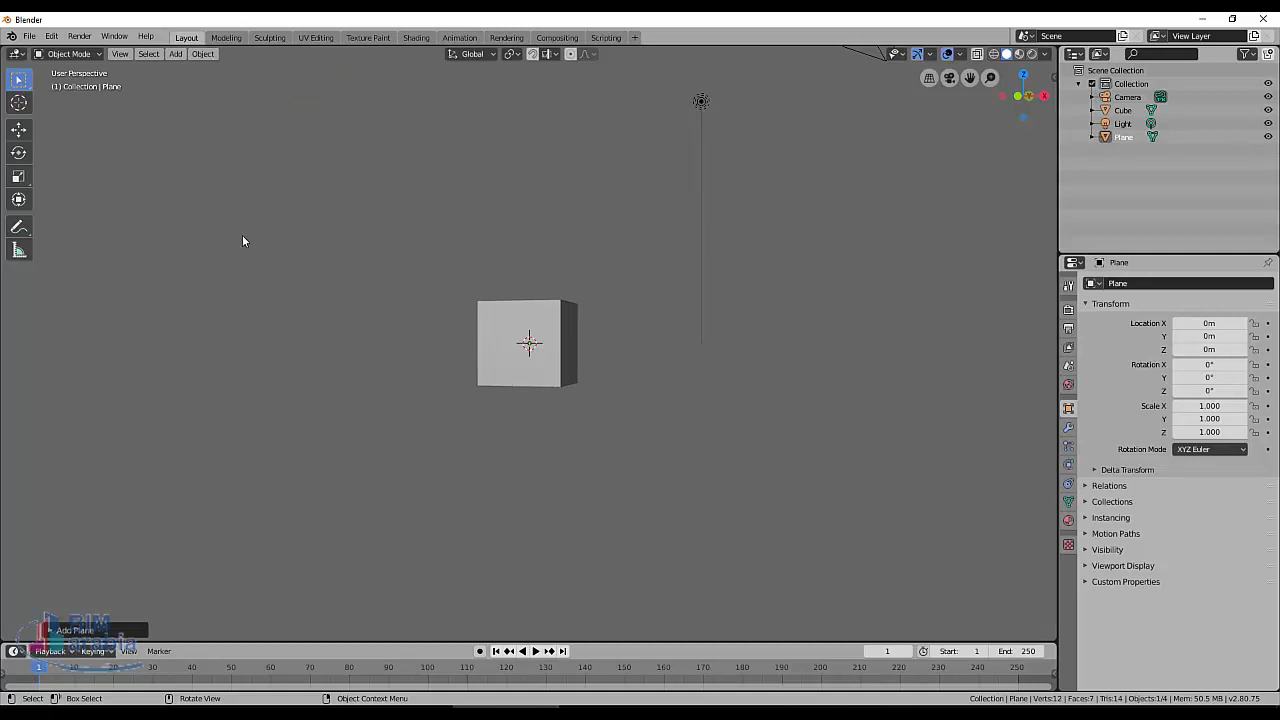 Blender
File Edit Render Window Help Layout Modeling Sculpting UV Editing Texture Paint Shading Animation Rendering Compositing Scripting + Scene View Layer
Object Mode View Select Add Object Global
User Perspective
(1) Collection | Plane
Scene Collection
Collection
Camera
Cube
Light
Plane
Plane
Plane
Transform
Location X 0m
Y 0m
Z 0m
Rotation X 0°
Y 0°
Z 0°
Scale X 1.000
Y 1.000
Z 1.000
Rotation Mode XYZ Euler
Delta Transform
Relations
Collections
Instancing
Motion Paths
Visibility
Viewport Display
Custom Properties
BIM
arabia
Add Plane
Playback Keying View Marker 1 Start: 1 End: 250
1 10 20 30 40 50 60 70 80 90 100 110 120 130 140 150 160 170 180 190 200 210 220 230 240 250
Select Box Select Rotate View Object Context Menu Collection | Plane | Verts:12 | Faces:7 | Tris:14 | Objects:1/4 | Mem: 50.5 MB | v2.80.75